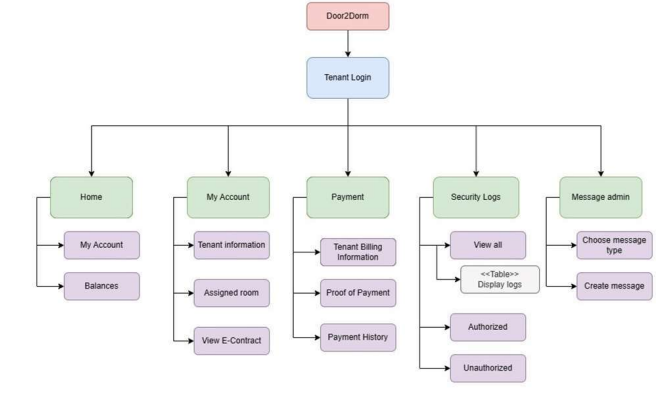 Door2Dorm
Tenant Login
Home
My Account
Payment
Security Logs
Message admin
My Account
Balances
Tenant information
Assigned room
View E-Contract
Tenant Billing
Information
Proof of Payment
Payment History
View all
<<Table>>
Display logs
Authorized
Unauthorized
Choose message
type
Create message